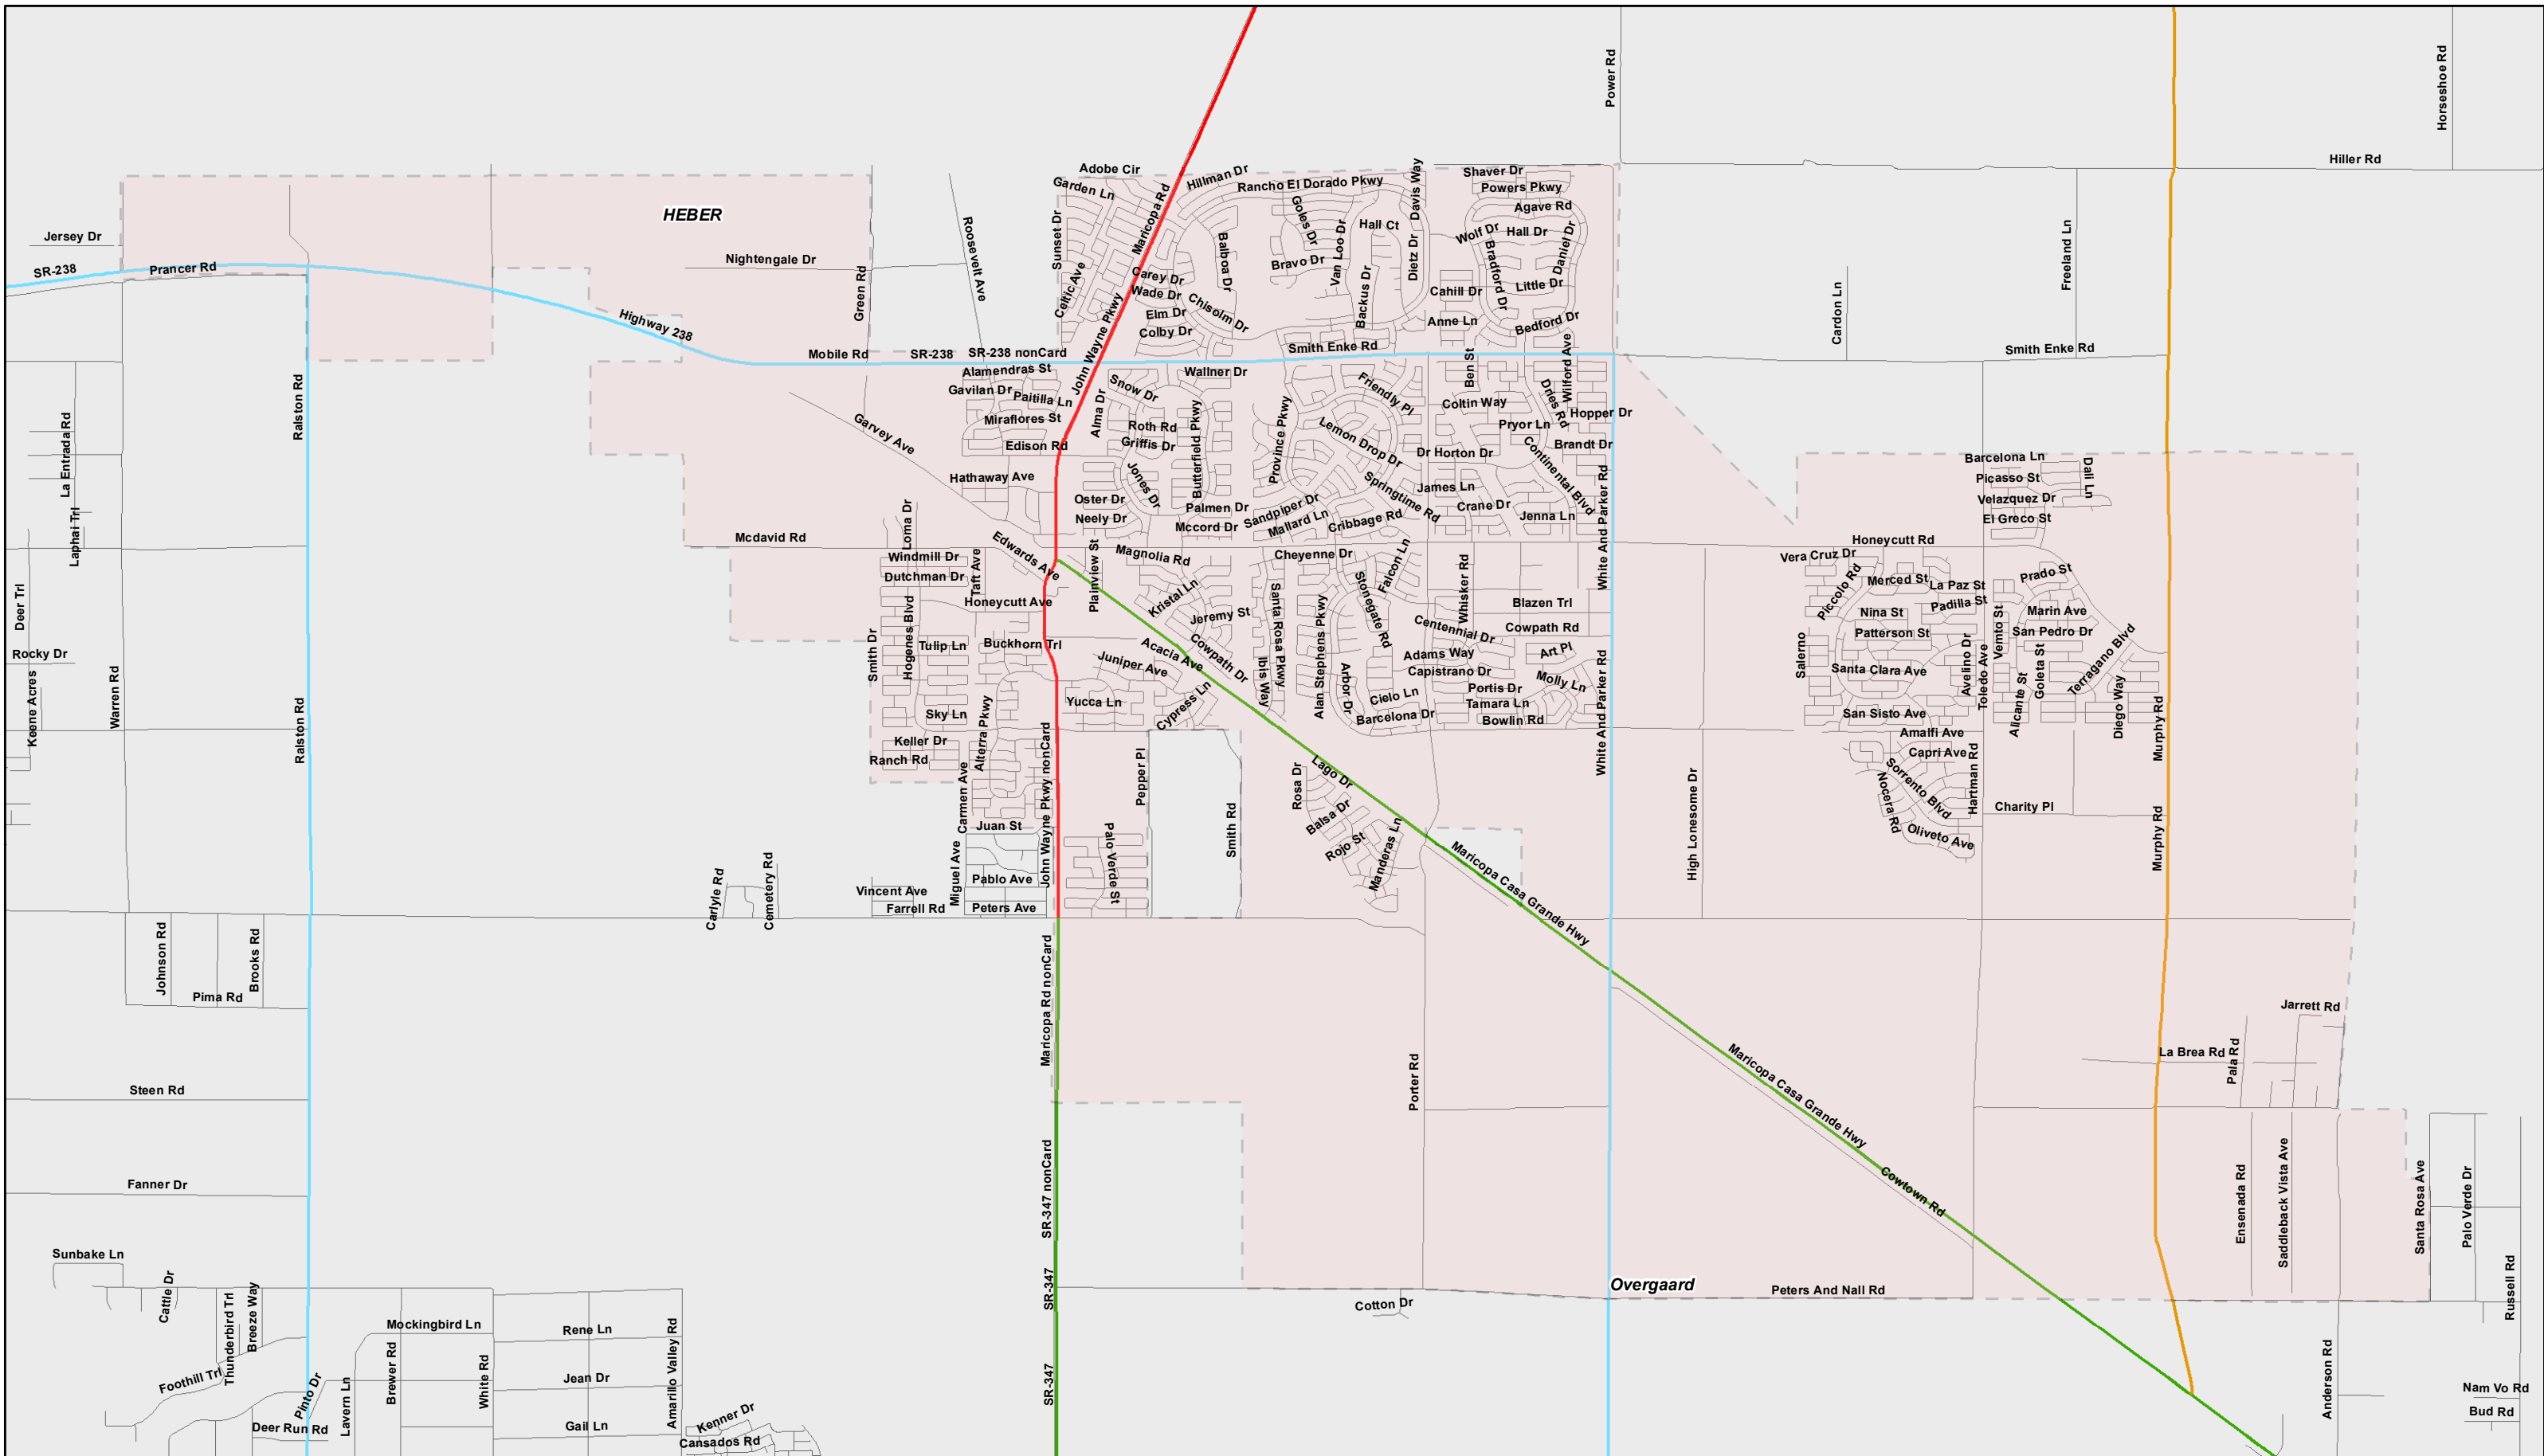 Power Rd
Horseshoe Rd
Hiller Rd
Adobe Cir
Garden Ln
Hillman Dr
Rancho El Dorado Pkwy
Davis Way
Shaver Dr
Powers Pkwy
Agave Rd
HEBER
Jersey Dr
SR-238
Prancer Rd
Nightengale Dr
Green Rd
Roosevelt Ave
Sunset Dr
Maricopa Rd
Celtic Ave
Carey Dr
Wade Dr
Elm Dr
Colby Dr
Chisolm Dr
Balboa Dr
Goles Dr
Bravo Dr
Van Loo Dr
Hall Ct
Backus Dr
Dietz Dr
Wolf Dr
Hall Dr
Daniel Dr
Bradford Dr
Little Dr
Cahill Dr
Anne Ln
Bedford Dr
Freeland Ln
Cardon Ln
Highway 238
Mobile Rd
SR-238
SR-238 nonCard
John Wayne Pkwy
Smith Enke Rd
Smith Enke Rd
Ralston Rd
La Entrada Rd
Laphai Trl
Garvey Ave
Alamendras St
Gavilan Dr
Paitilla Ln
Miraflores St
Edison Rd
Hathaway Ave
Alma Dr
Snow Dr
Wallner Dr
Roth Rd
Griffis Dr
Butterfield Pkwy
Jones Dr
Oster Dr
Neely Dr
Palmen Dr
Mccord Dr
Province Pkwy
Friendly Pl
Lemon Drop Dr
Springtime Rd
Sandpiper Dr
Mallard Ln
Cribbage Rd
Ben St
Wilford Ave
Dries Rd
Coltin Way
Hopper Dr
Pryor Ln
Brandt Dr
Dr Horton Dr
Continental Blvd
James Ln
Crane Dr
Jenna Ln
White And Parker Rd
Barcelona Ln
Picasso St
Velazquez Dr
El Greco St
Dali Ln
Mcdavid Rd
Loma Dr
Windmill Dr
Dutchman Dr
Taft Ave
Edwards Ave
Honeycutt Ave
Hogenes Blvd
Smith Dr
Tulip Ln
Buckhorn Trl
Sky Ln
Keller Dr
Ranch Rd
Alterra Pkwy
Carmen Ave
Plainview St
Magnolia Rd
Kristal Ln
Jeremy St
Acacia Ave
Cowpath Dr
Juniper Ave
Yucca Ln
Cypress Ln
Cheyenne Dr
Santa Rosa Pkwy
Ibis Way
Alain Stephens Pkwy
Stonegate Rd
Falcon Ln
Arbor Dr
Whisker Rd
Blazen Trl
Cowpath Rd
Centennial Dr
Adams Way
Capistrano Dr
Art Pl
Molly Ln
Portis Dr
Tamara Ln
Bowlin Rd
Cielo Ln
Barcelona Dr
White And Parker Rd
Honeycutt Rd
Vera Cruz Dr
Piccolo Rd
Merced St
La Paz St
Nina St
Padilla St
Patterson St
Santa Clara Ave
San Sisto Ave
Salerno
Avelino Dr
Toledo Ave
Vemto St
Prado St
Marin Ave
San Pedro Dr
Goleta St
Alicante St
Terragano Blvd
Diego Way
Murphy Rd
Amalfi Ave
Capri Ave
Sorrento Blvd
Nocera Rd
Hartman Rd
Oliveto Ave
Charity Pl
Murphy Rd
Deer Trl
Rocky Dr
Keene Acres
Warren Rd
Ralston Rd
John Wayne Pkwy nonCard
Juan St
Miguel Ave
Pablo Ave
Peters Ave
Vincent Ave
Farrell Rd
Carlyle Rd
Cemetery Rd
Palo Verde St
Pepper Pl
Smith Rd
Rosa Dr
Lago Dr
Balsa Dr
Rojo St
Manderas Ln
Maricopa Casa Grande Hwy
High Lonesome Dr
Johnson Rd
Brooks Rd
Pima Rd
Maricopa Rd nonCard
Porter Rd
Maricopa Casa Grande Hwy
Jarrett Rd
La Brea Rd
Pala Rd
Steen Rd
Fanner Dr
SR-347 nonCard
Cowtown Rd
Ensenada Rd
Saddleback Vista Ave
Santa Rosa Ave
Palo Verde Dr
Russell Rd
Sunbake Ln
Cattle Dr
Thunderbird Trl
Breeze Way
Foothill Trl
Mockingbird Ln
Brewer Rd
White Rd
Rene Ln
Jean Dr
Gail Ln
Amarillo Valley Rd
Pinto Dr
Deer Run Rd
Lavern Ln
Kenner Dr
Cansados Rd
SR-347
SR-347
Cotton Dr
Overgaard
Peters And Nall Rd
Anderson Rd
Nam Vo Rd
Bud Rd